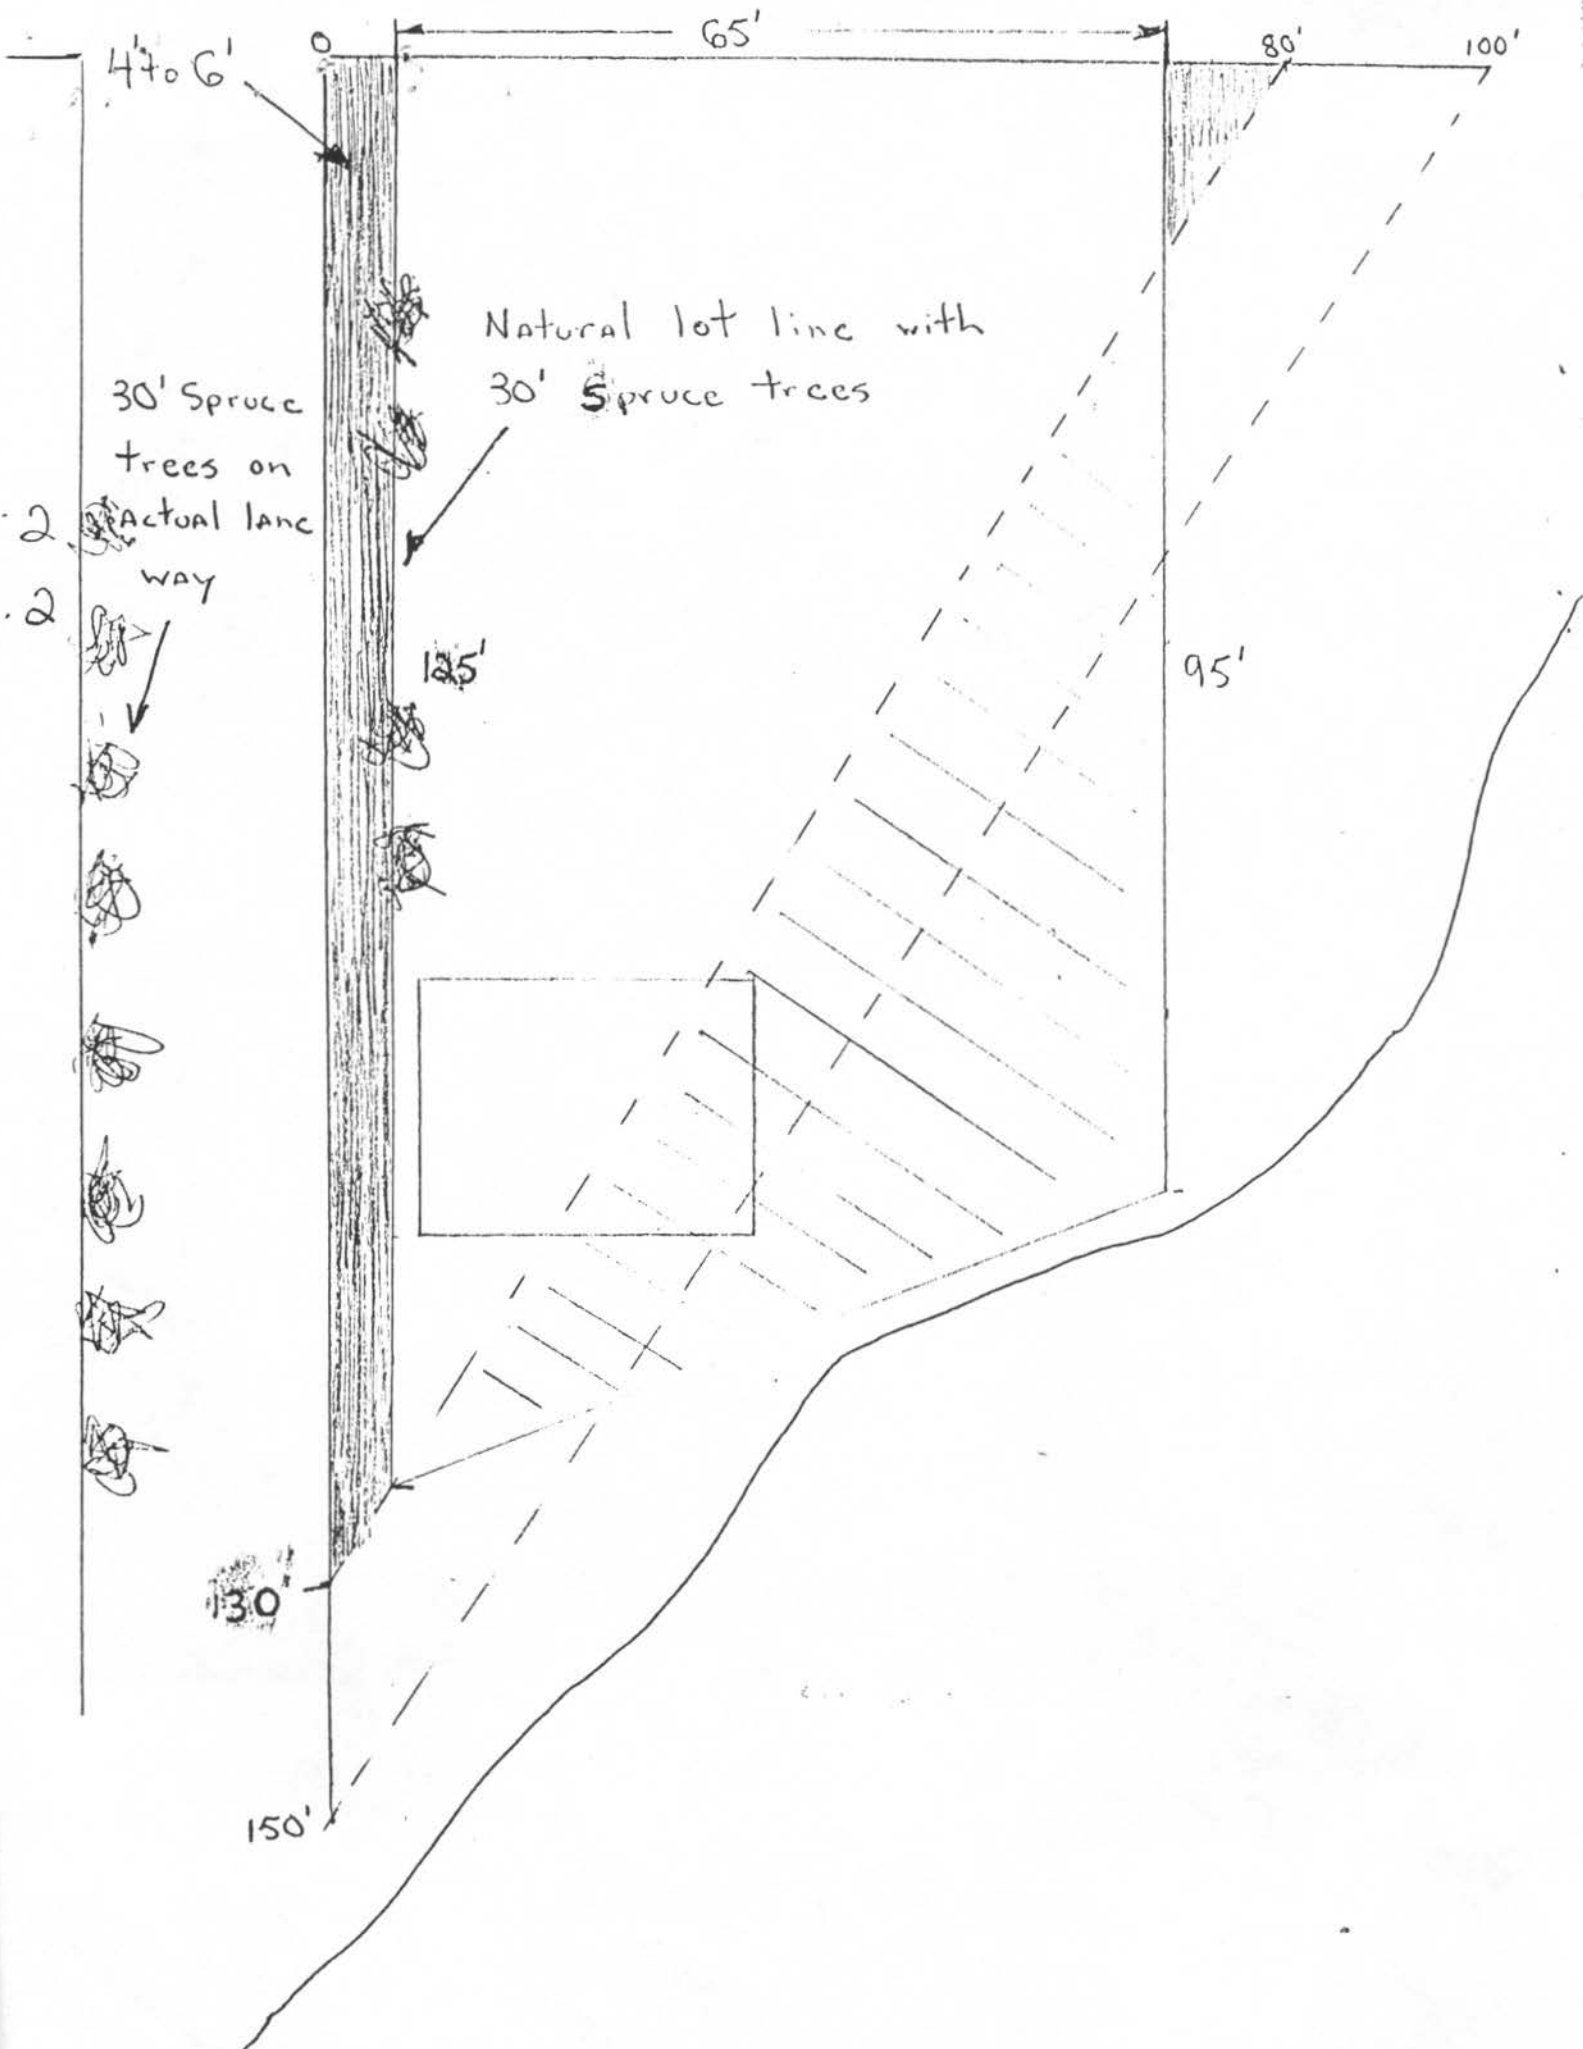 65'
0
80'
100'
4' to 6'
Natural lot line with
30' Spruce trees
30' Spruce
trees on
Actual lane
way
2
.2
125'
95'
130'
150'